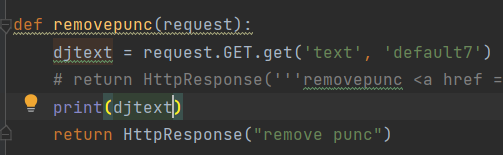 def removepunc(request):
djtext = request.GET.get('text', 'default7')
# return HttpResponse('''removepunc <a href =
print(djtext)
return HttpResponse("remove punc")